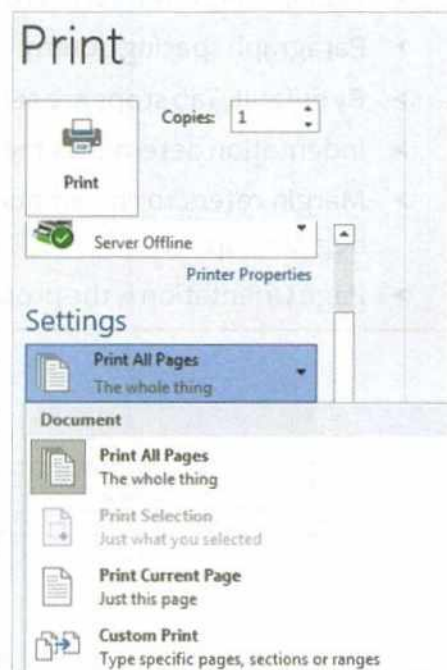 Print
Copies: 1
Print
Server Offline
Printer Properties
Settings
Print All Pages
The whole thing
Document
Print All Pages
The whole thing
Print Selection
Just what you selected
Print Current Page
Just this page
Custom Print
Type specific pages, sections or ranges